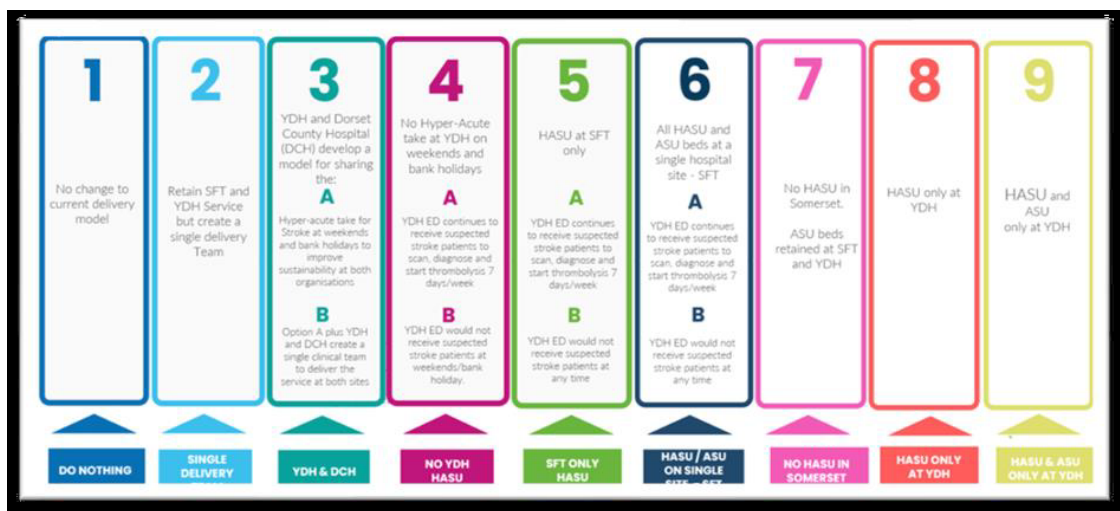 1
No change to
current delivery
model
DO NOTHING
2
Retain SFT and
YDH Service
but create a
single delivery
Team
SINGLE
DELIVERY
3
YDH and Dorset
County Hospital
(DCH) develop a
model for sharing
the:
A
Hyper-acute take for
Stroke at weekends
and bank holidays to
improve
sustainability at both
organisations
B
Option A plus YDH
and DCH create a
single clinical team
to deliver the
service at both sites
YDH & DCH
4
No Hyper-Acute
take at YDH on
weekends and
bank holidays
A
YDH ED continues to
receive suspected
stroke patients to
scan, diagnose and
start thrombolysis 7
days/week
B
YDH ED would not
receive suspected
stroke patients at
weekends/bank
holiday.
NO YDH
HASU
5
HASU at SFT
only
A
YDH ED continues
to receive suspected
stroke patients to
scan, diagnose and
start thrombolysis 7
days/week
B
YDH ED would not
receive suspected
stroke patients at
any time
SFT ONLY
HASU
6
All HASU and
ASU beds at a
single hospital
site - SFT
A
YDH ED continues
to receive suspected
stroke patients to
scan, diagnose and
start thrombolysis 7
days/week
B
YDH ED would not
receive suspected
stroke patients at
any time
HASU / ASU
ON SINGLE
SITE - SFT
7
No HASU in
Somerset.
ASU beds
retained at SFT
and YDH
NO HASU IN
SOMERSET
8
HASU only at
YDH
HASU ONLY
AT YDH
9
HASU and
ASU
only at YDH
HASU & ASU
ONLY AT YDH